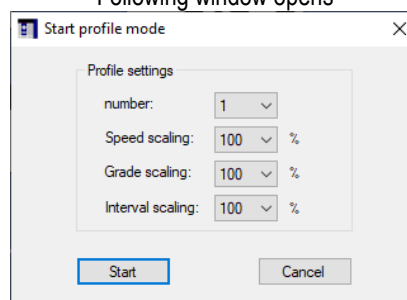 Following window opens
Start profile mode
Profile settings
number: 1
Speed scaling: 100 %
Grade scaling: 100 %
Interval scaling: 100 %
Start Cancel